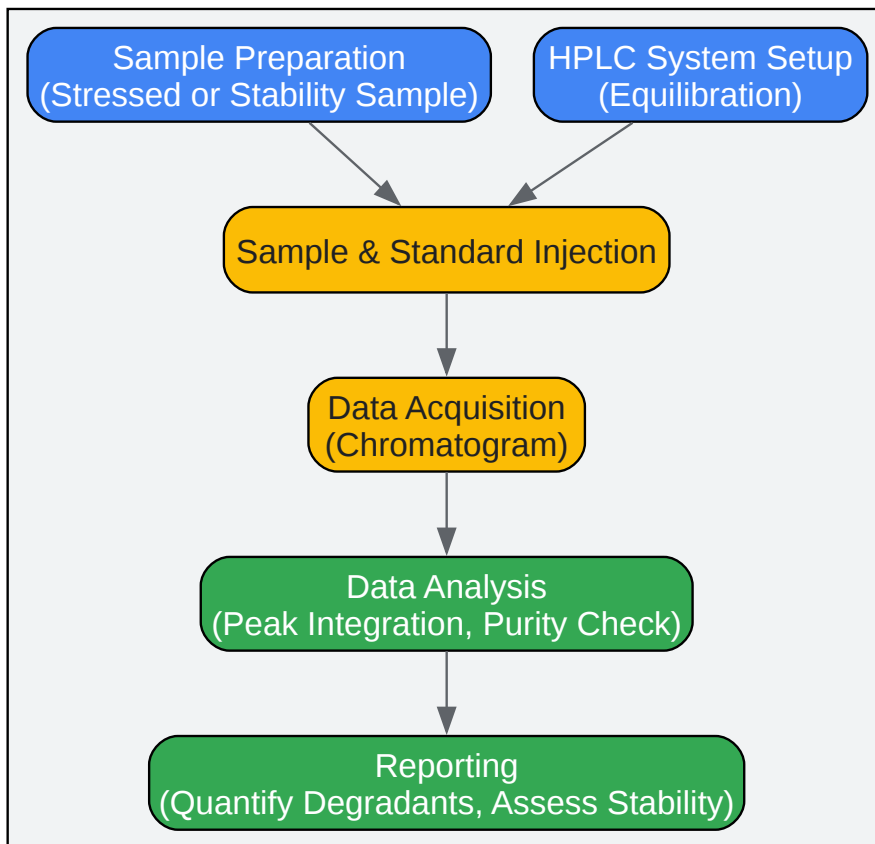 Sample Preparation
(Stressed or Stability Sample)
HPLC System Setup
(Equilibration)
Sample & Standard Injection
Data Acquisition
(Chromatogram)
Data Analysis
(Peak Integration, Purity Check)
Reporting
(Quantify Degradants, Assess Stability)